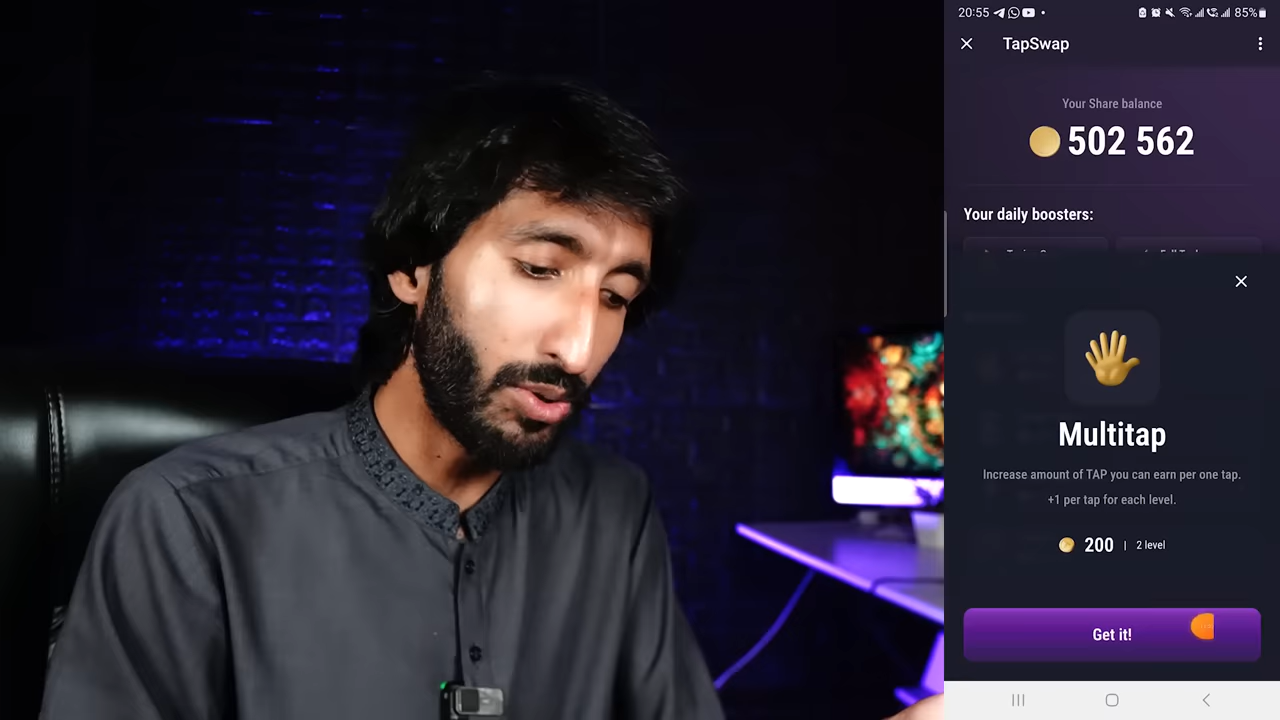 20:55
85%
TapSwap
Your Share balance
502 562
Your daily boosters:
Multitap
Increase amount of TAP you can earn per one tap.
+1 per tap for each level.
200 | 2 level
Get it!